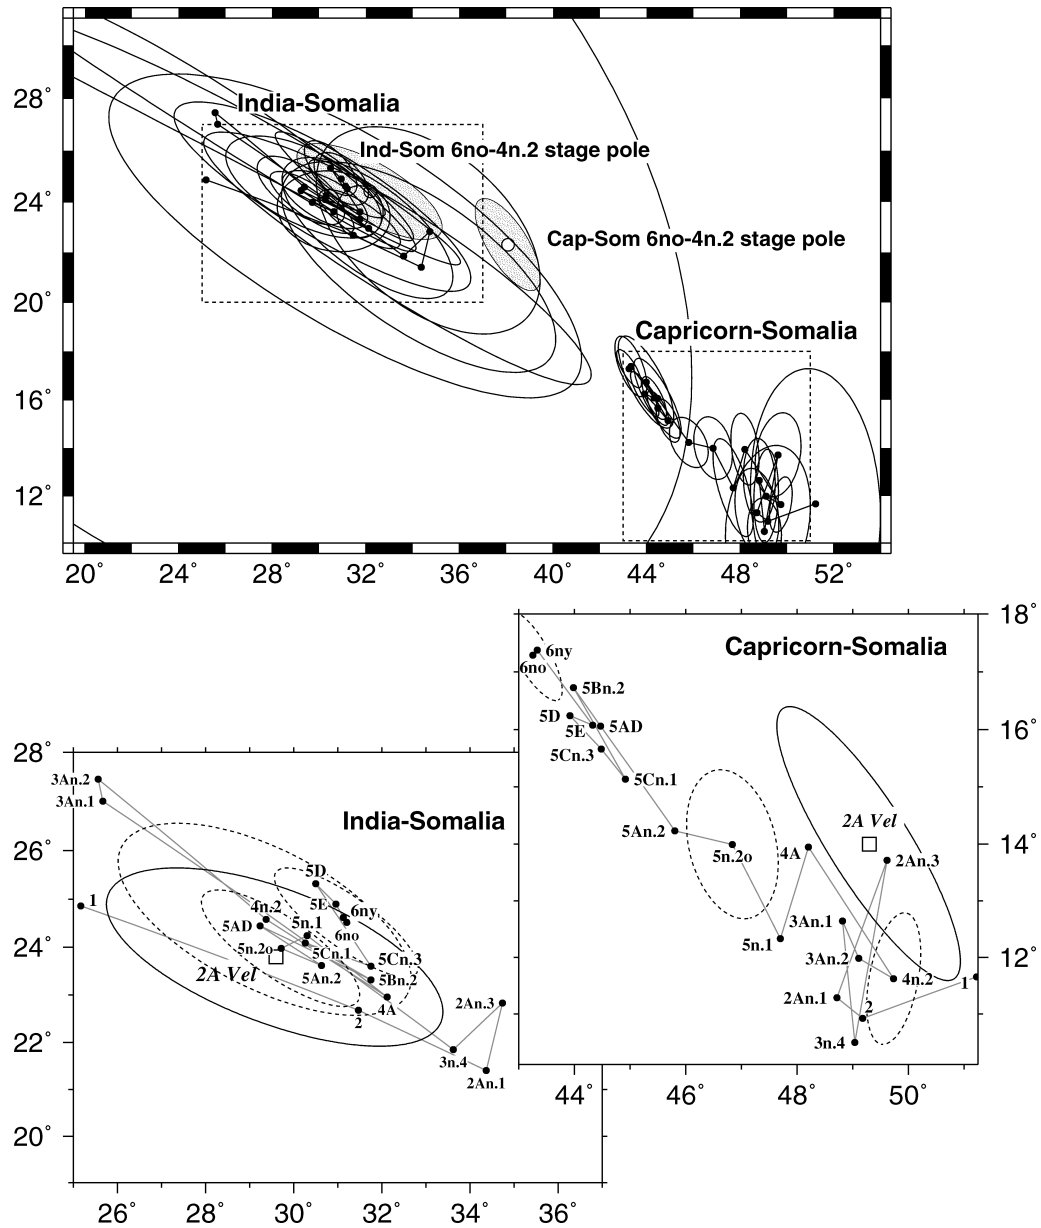 28°
India-Somalia
Ind-Som 6no-4n.2 stage pole
24°
Cap-Som 6no-4n.2 stage pole
20°
Capricorn-Somalia
16°
12°
20° 24° 28° 32° 36° 40° 44° 48° 52°
18°
Capricorn-Somalia
6ny
6no
5Bn.2
5D
5AD
5E
16°
5Cn.3
5Cn.1
5An.2
2A Vel
14°
5n.2o
4A
2An.3
3An.1
5n.1
3An.2
12°
4n.2
1
2An.1
2
3n.4
44° 46° 48° 50°
28°
3An.2
3An.1
India-Somalia
26°
5D
1
4n.2
5E
6ny
5AD
5n.1
6no
24°
5n.2o
5Cn.1
5Cn.3
2A Vel
5An.2
5Bn.2
4A
2An.3
2
22°
3n.4
2An.1
20°
26° 28° 30° 32° 34° 36°